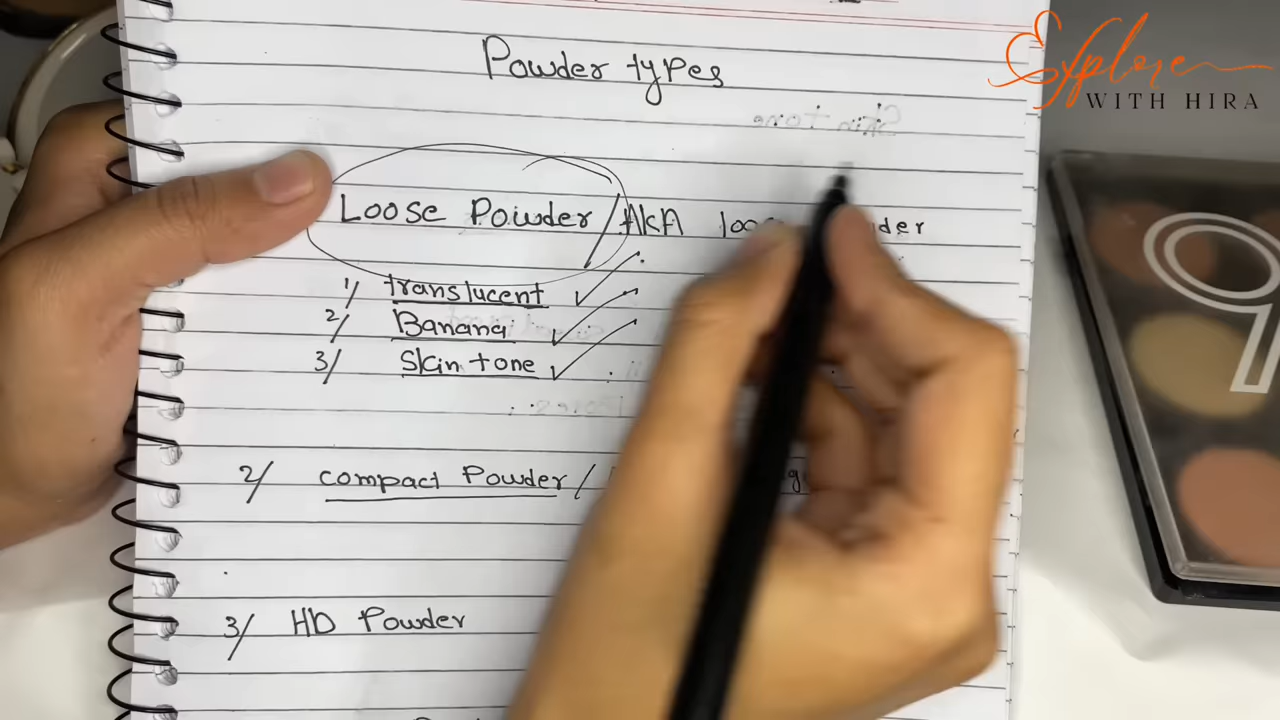 Powder types
Explore
WITH HIRA
Loose Powder / AKA
1/ translucent
2/ Banana
3/ Skin tone
2/ compact Powder /
3/ HD Powder
9